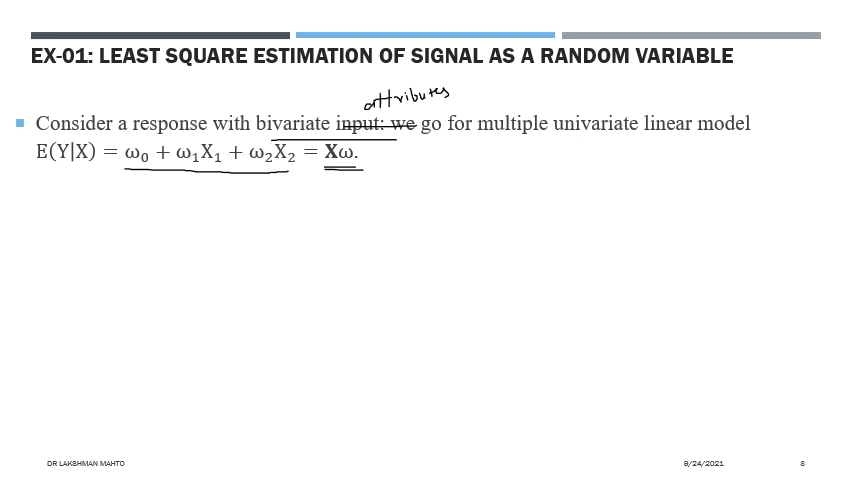 EX-01: LEAST SQUARE ESTIMATION OF SIGNAL AS A RANDOM VARIABLE
attributes
Consider a response with bivariate input: we go for multiple univariate linear model
E(Y|X) = ω₀ + ω₁X₁ + ω₂X₂ = Xω.
DR LAKSHMAN MAHTO 9/24/2021 8